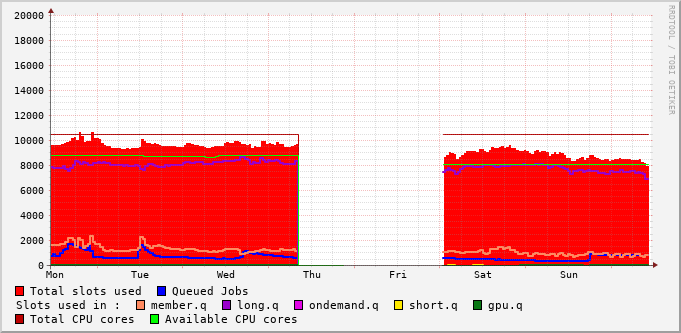 20000
18000
16000
14000
12000
10000
8000
6000
4000
2000
0
Mon Tue Wed Thu Fri Sat Sun
Total slots used Queued Jobs
Slots used in : member.q long.q ondemand.q short.q gpu.q
Total CPU cores Available CPU cores
RRDTOOL / TOBI OETIKER